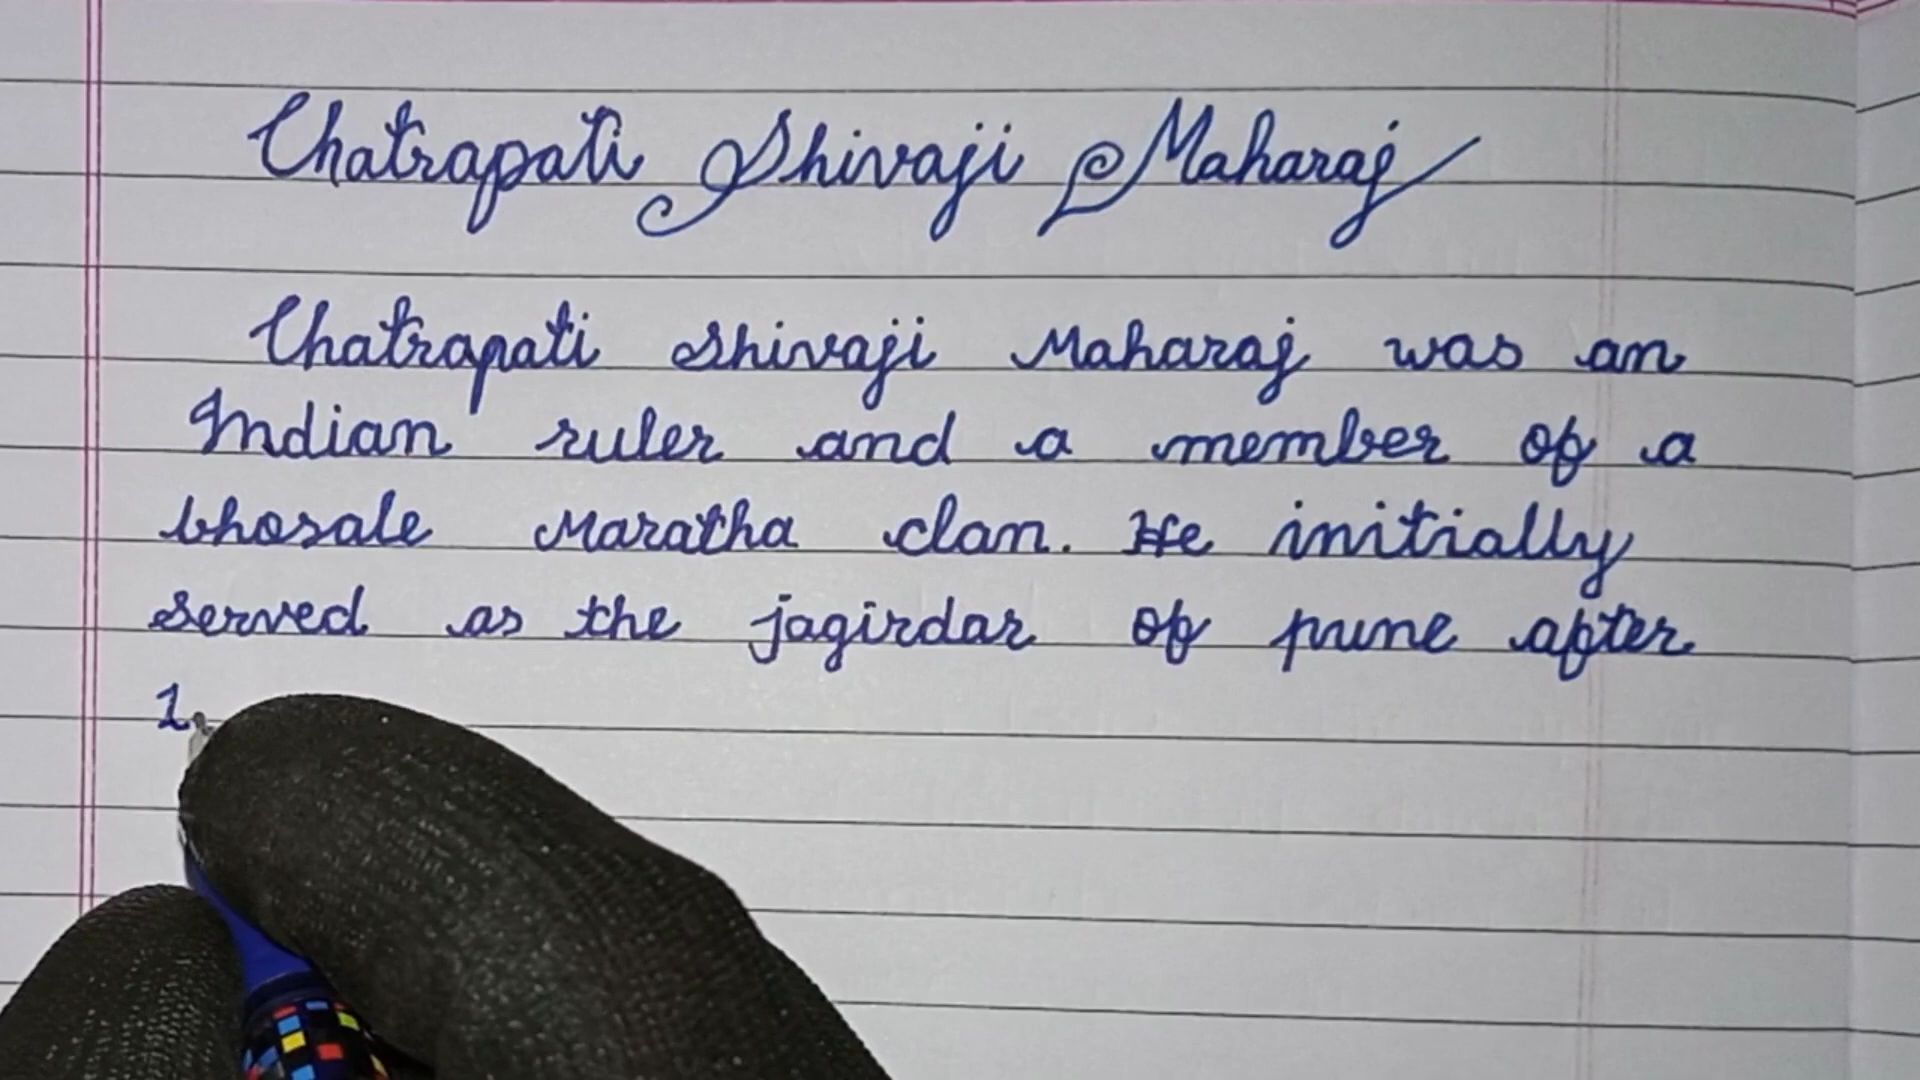 Chatrapati Shivaji Maharaj
Chatrapati Shivaji Maharaj was an
Indian ruler and a member of a
bhosale Maratha clan. He initially
served as the jagirdar of pune after
1